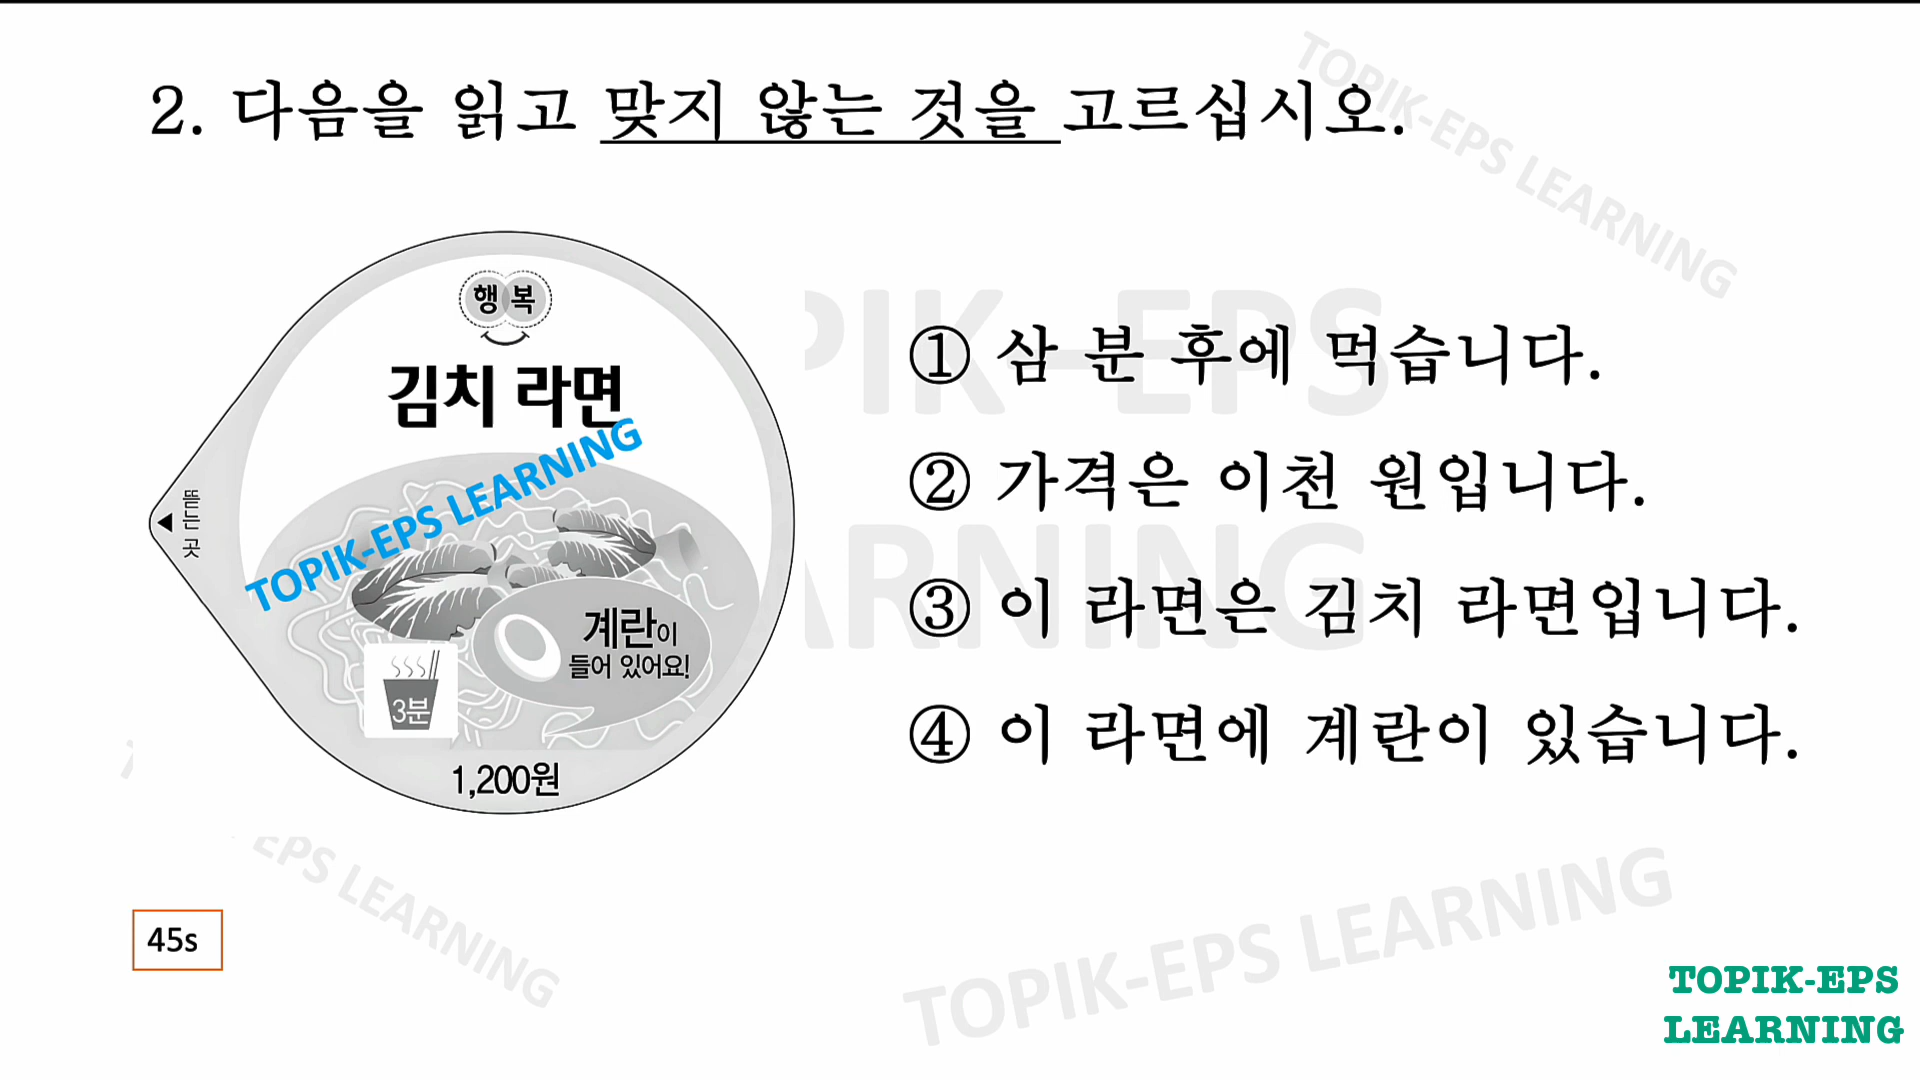 TOPIK-EPS LEARNING
2. 다음을 읽고 맞지 않는 것을 고르십시오.
행복
김치 라면
TOPIK-EPS LEARNING
뜯는 곳
계란이
들어 있어요!
3분
1,200원
PIK-EPS
ARNING
① 삼 분 후에 먹습니다.
② 가격은 이천 원입니다.
③ 이 라면은 김치 라면입니다.
④ 이 라면에 계란이 있습니다.
EPS LEARNING
45s
TOPIK-EPS LEARNING
TOPIK-EPS
LEARNING